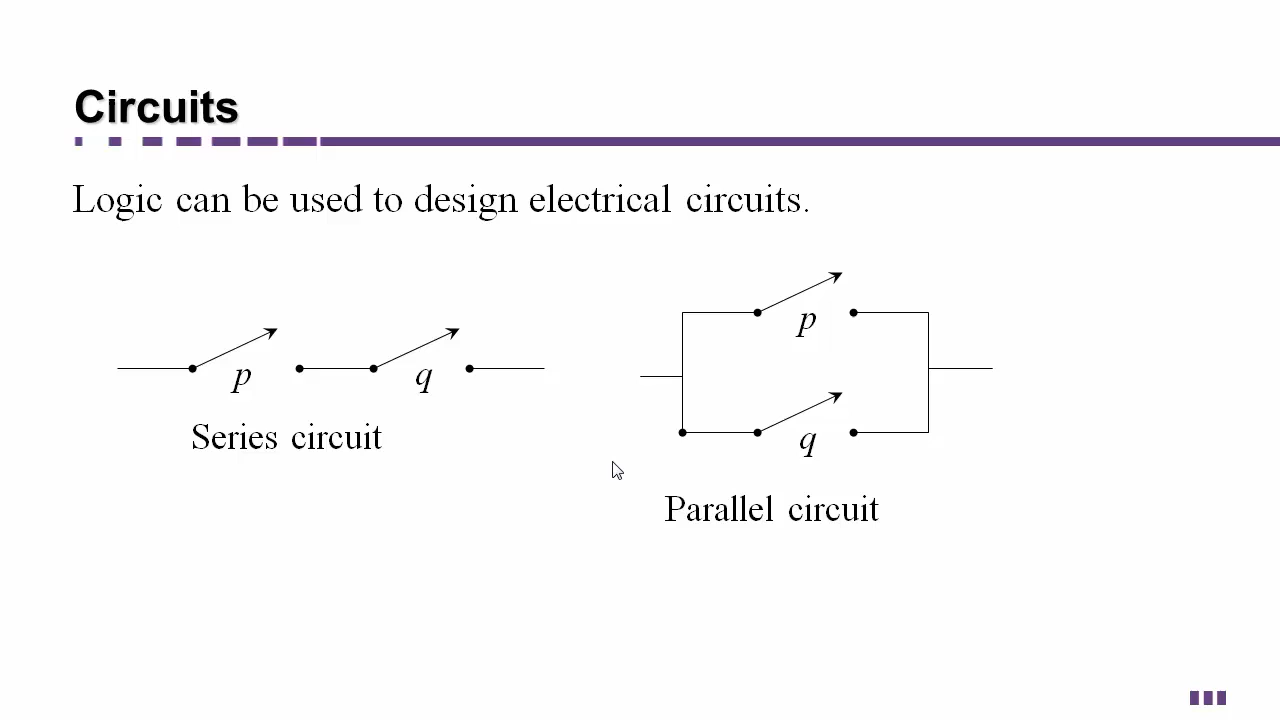 Circuits
Logic can be used to design electrical circuits.
p
q
Series circuit
p
q
Parallel circuit